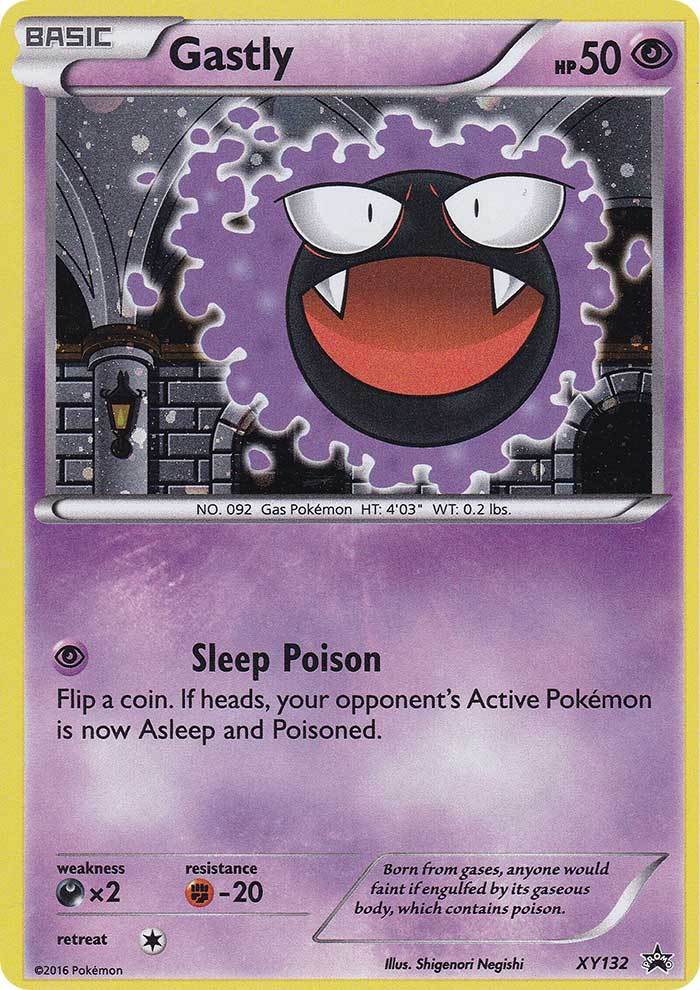 BASIC
Gastly
HP50
NO. 092 Gas Pokémon HT: 4'03" WT: 0.2 lbs.
Sleep Poison
Flip a coin. If heads, your opponent's Active Pokémon
is now Asleep and Poisoned.
weakness
×2
resistance
-20
Born from gases, anyone would
faint if engulfed by its gaseous
body, which contains poison.
retreat
©2016 Pokémon
Illus. Shigenori Negishi
XY132
PROMO